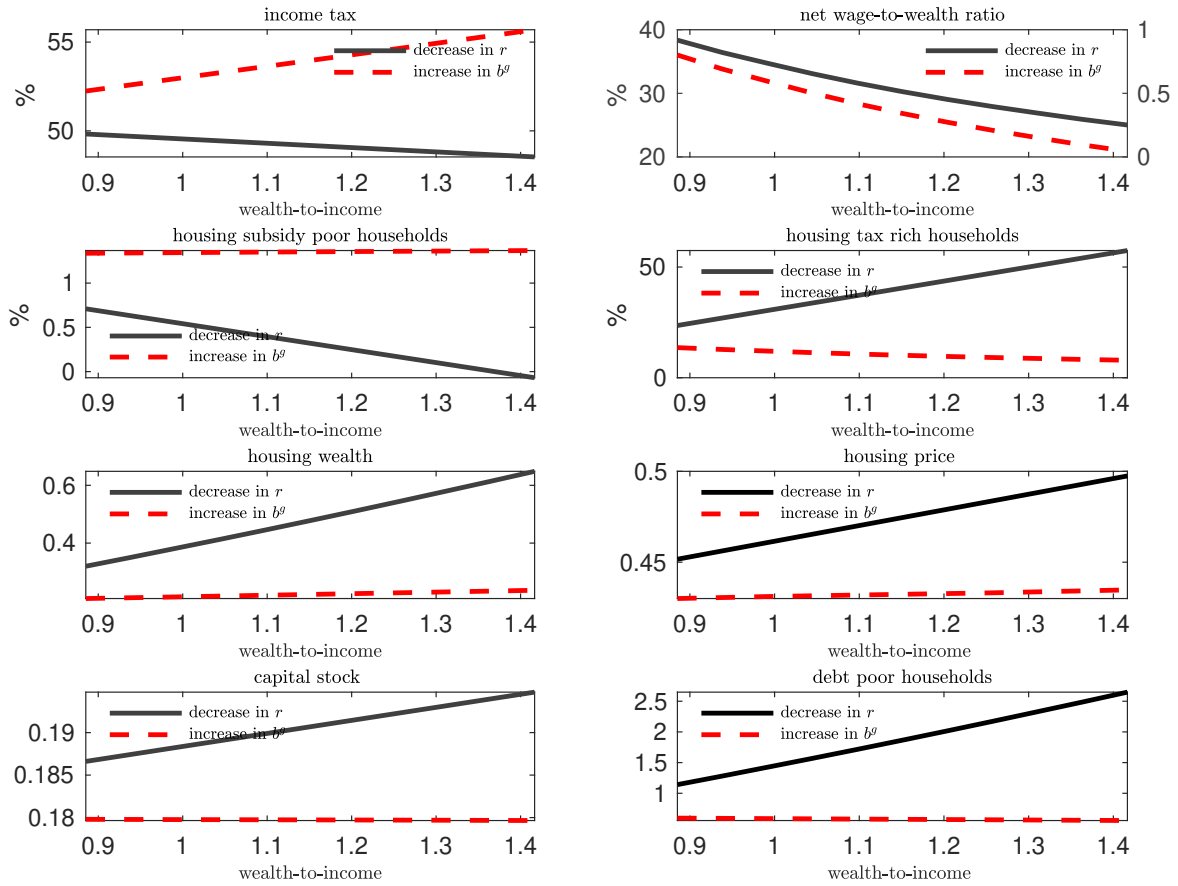 income tax
55
50
%
decrease in r
increase in b^g
0.9 1 1.1 1.2 1.3 1.4
wealth-to-income
net wage-to-wealth ratio
40
30
20
%
1
0.5
0
decrease in r
increase in b^g
0.9 1 1.1 1.2 1.3 1.4
wealth-to-income
housing subsidy poor households
1
0.5
0
%
decrease in r
increase in b^g
0.9 1 1.1 1.2 1.3 1.4
wealth-to-income
housing tax rich households
50
0
%
decrease in r
increase in b^g
0.9 1 1.1 1.2 1.3 1.4
wealth-to-income
housing wealth
0.6
0.4
decrease in r
increase in b^g
0.9 1 1.1 1.2 1.3 1.4
wealth-to-income
housing price
0.5
0.45
decrease in r
increase in b^g
0.9 1 1.1 1.2 1.3 1.4
wealth-to-income
capital stock
0.19
0.185
0.18
decrease in r
increase in b^g
0.9 1 1.1 1.2 1.3 1.4
wealth-to-income
debt poor households
2.5
2
1.5
1
decrease in r
increase in b^g
0.9 1 1.1 1.2 1.3 1.4
wealth-to-income